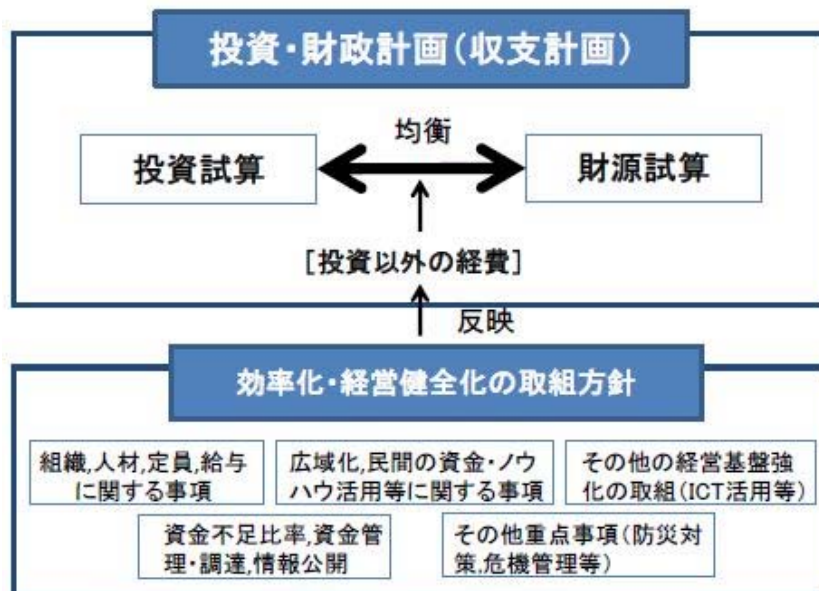 投資・財政計画(収支計画)
均衡
投資試算
財源試算
[投資以外の経費]
反映
効率化・経営健全化の取組方針
組織,人材,定員,給与
に関する事項
広域化,民間の資金・ノウ
ハウ活用等に関する事項
その他の経営基盤強
化の取組(ICT活用等)
資金不足比率,資金管
理・調達,情報公開
その他重点事項(防災対
策,危機管理等)